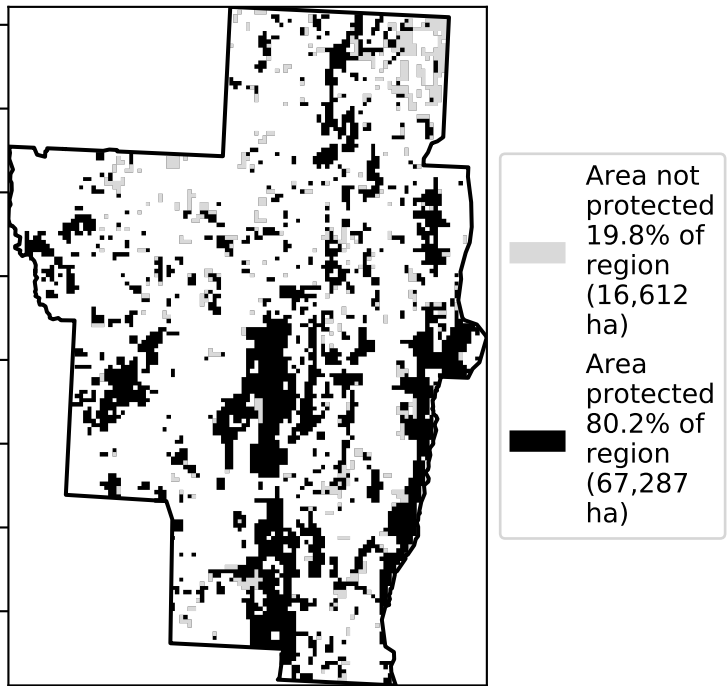 Area not
protected
19.8% of
region
(16,612
ha)
Area
protected
80.2% of
region
(67,287
ha)